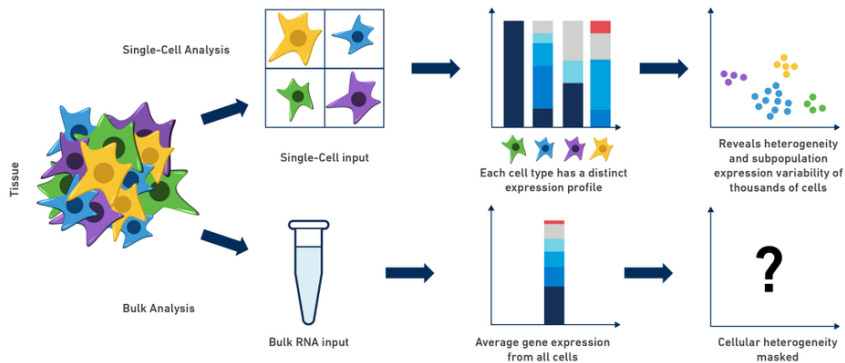 Single-Cell Analysis
Single-Cell input
Each cell type has a distinct
expression profile
Reveals heterogeneity
and subpopulation
expression variability of
thousands of cells
Tissue
Bulk Analysis
Bulk RNA input
Average gene expression
from all cells
?
Cellular heterogeneity
masked